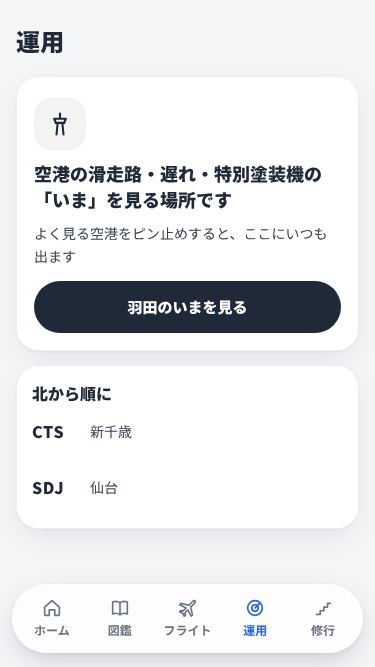 運用
空港の滑走路・遅れ・特別塗装機の
「いま」を見る場所です
よく見る空港をピン止めすると、ここにいつも
出ます
羽田のいまを見る
北から順に
CTS 新千歳
SDJ 仙台
ホーム 図鑑 フライト 運用 修行